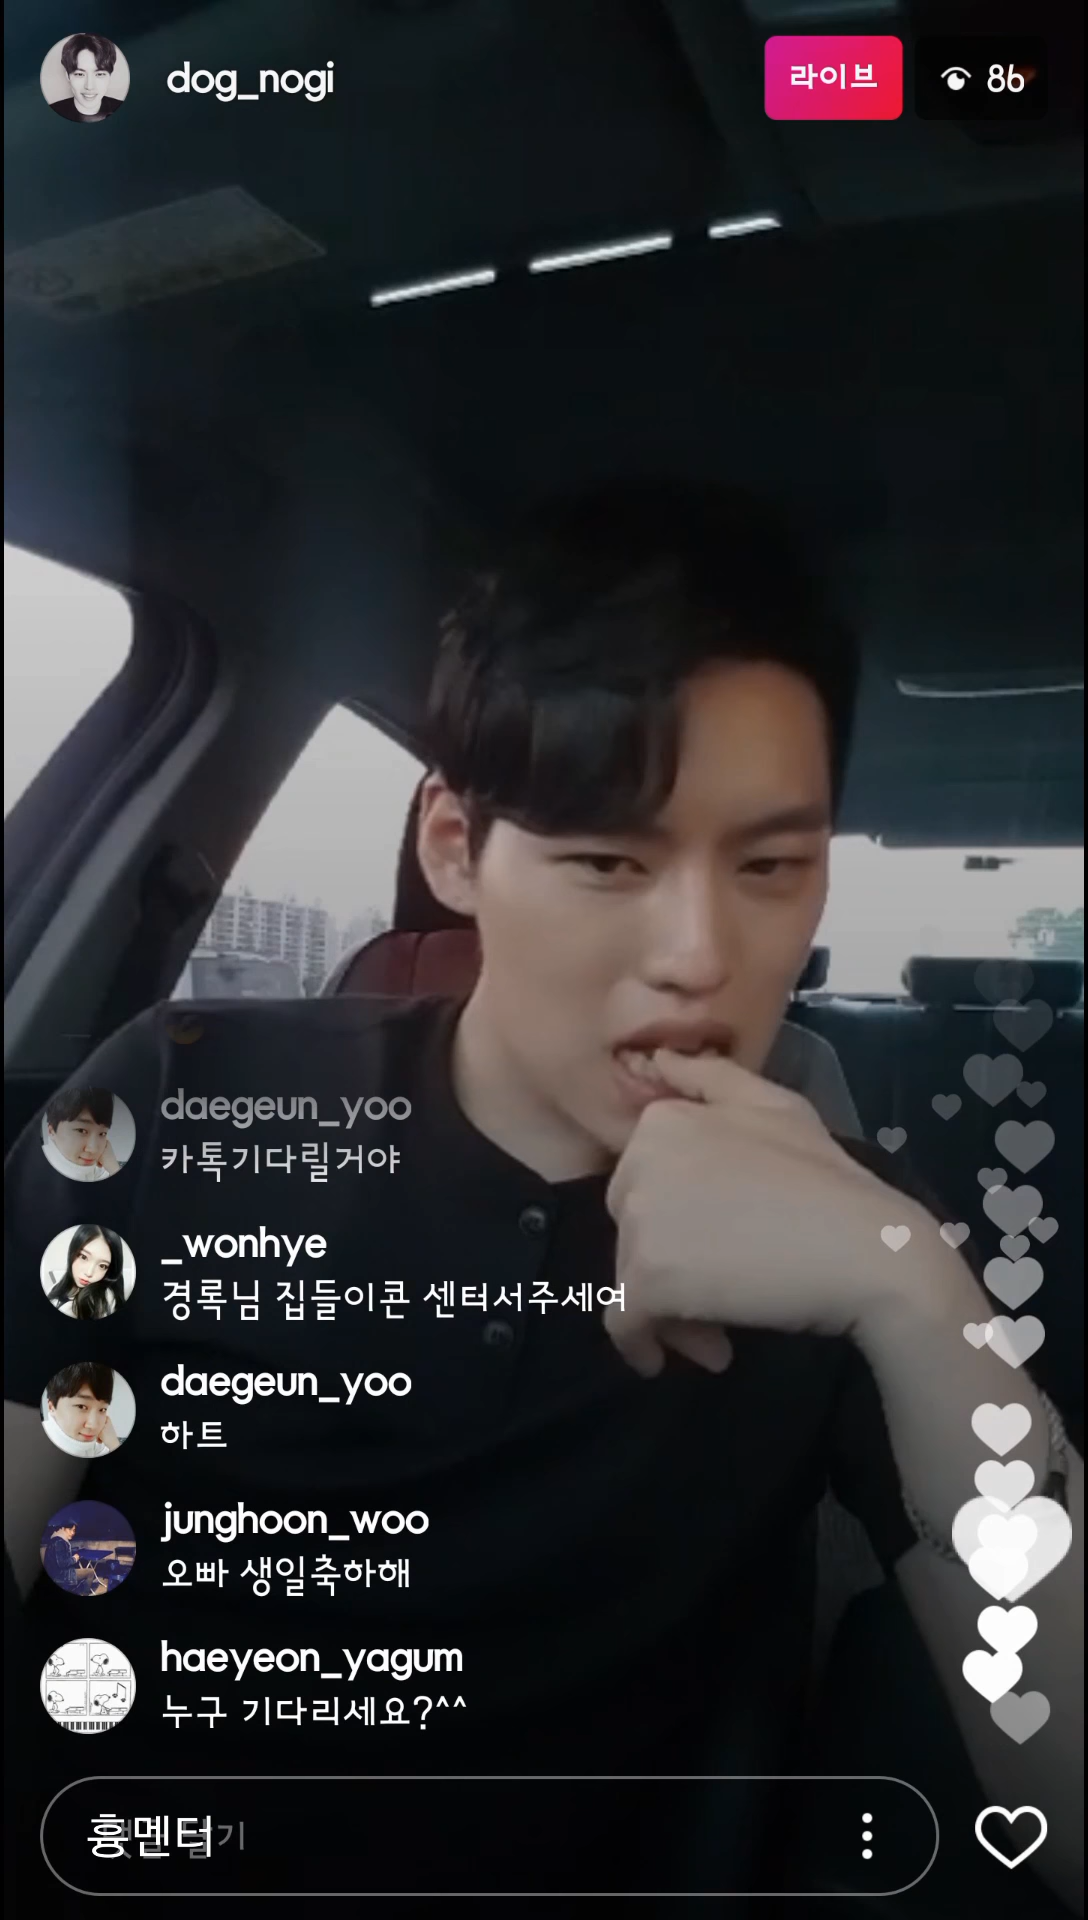 dog_nogi
라이브
86
daegeun_yoo
카톡기다릴거야
_wonhye
경록님 집들이콘 센터서주세여
daegeun_yoo
하트
junghoon_woo
오빠 생일축하해
haeyeon_yagum
누구 기다리세요?^^
흉멘터